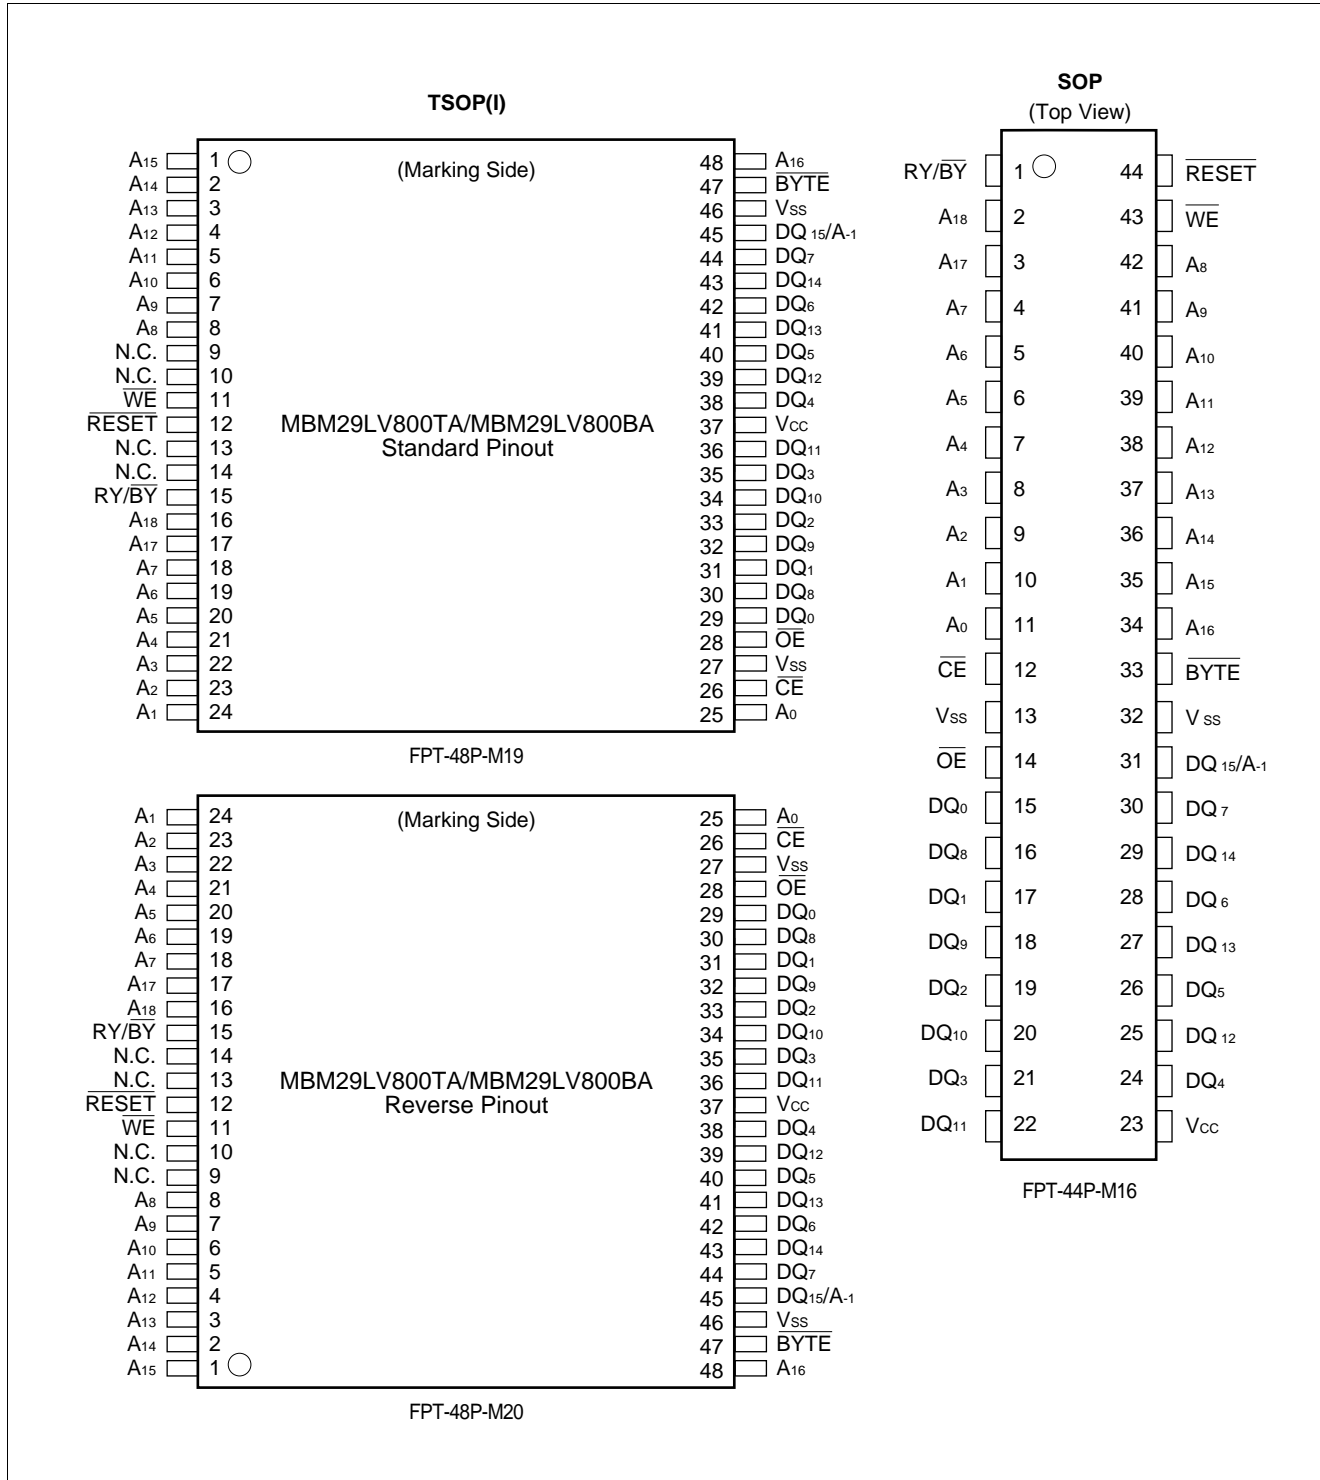 TSOP(I)
(Marking Side)
A15 1 48 A16
A14 2 47 BYTE
A13 3 46 VSS
A12 4 45 DQ15/A-1
A11 5 44 DQ7
A10 6 43 DQ14
A9 7 42 DQ6
A8 8 41 DQ13
N.C. 9 40 DQ5
N.C. 10 39 DQ12
WE 11 38 DQ4
RESET 12 MBM29LV800TA/MBM29LV800BA 37 VCC
N.C. 13 Standard Pinout 36 DQ11
N.C. 14 35 DQ3
RY/BY 15 34 DQ10
A18 16 33 DQ2
A17 17 32 DQ9
A7 18 31 DQ1
A6 19 30 DQ8
A5 20 29 DQ0
A4 21 28 OE
A3 22 27 VSS
A2 23 26 CE
A1 24 25 A0
FPT-48P-M19
(Marking Side)
A1 24 25 A0
A2 23 26 CE
A3 22 27 VSS
A4 21 28 OE
A5 20 29 DQ0
A6 19 30 DQ8
A7 18 31 DQ1
A17 17 32 DQ9
A18 16 33 DQ2
RY/BY 15 34 DQ10
N.C. 14 35 DQ3
N.C. 13 MBM29LV800TA/MBM29LV800BA 36 DQ11
RESET 12 Reverse Pinout 37 VCC
WE 11 38 DQ4
N.C. 10 39 DQ12
N.C. 9 40 DQ5
A8 8 41 DQ13
A9 7 42 DQ6
A10 6 43 DQ14
A11 5 44 DQ7
A12 4 45 DQ15/A-1
A13 3 46 VSS
A14 2 47 BYTE
A15 1 48 A16
FPT-48P-M20
SOP
(Top View)
RY/BY 1 44 RESET
A18 2 43 WE
A17 3 42 A8
A7 4 41 A9
A6 5 40 A10
A5 6 39 A11
A4 7 38 A12
A3 8 37 A13
A2 9 36 A14
A1 10 35 A15
A0 11 34 A16
CE 12 33 BYTE
VSS 13 32 VSS
OE 14 31 DQ15/A-1
DQ0 15 30 DQ7
DQ8 16 29 DQ14
DQ1 17 28 DQ6
DQ9 18 27 DQ13
DQ2 19 26 DQ5
DQ10 20 25 DQ12
DQ3 21 24 DQ4
DQ11 22 23 VCC
FPT-44P-M16